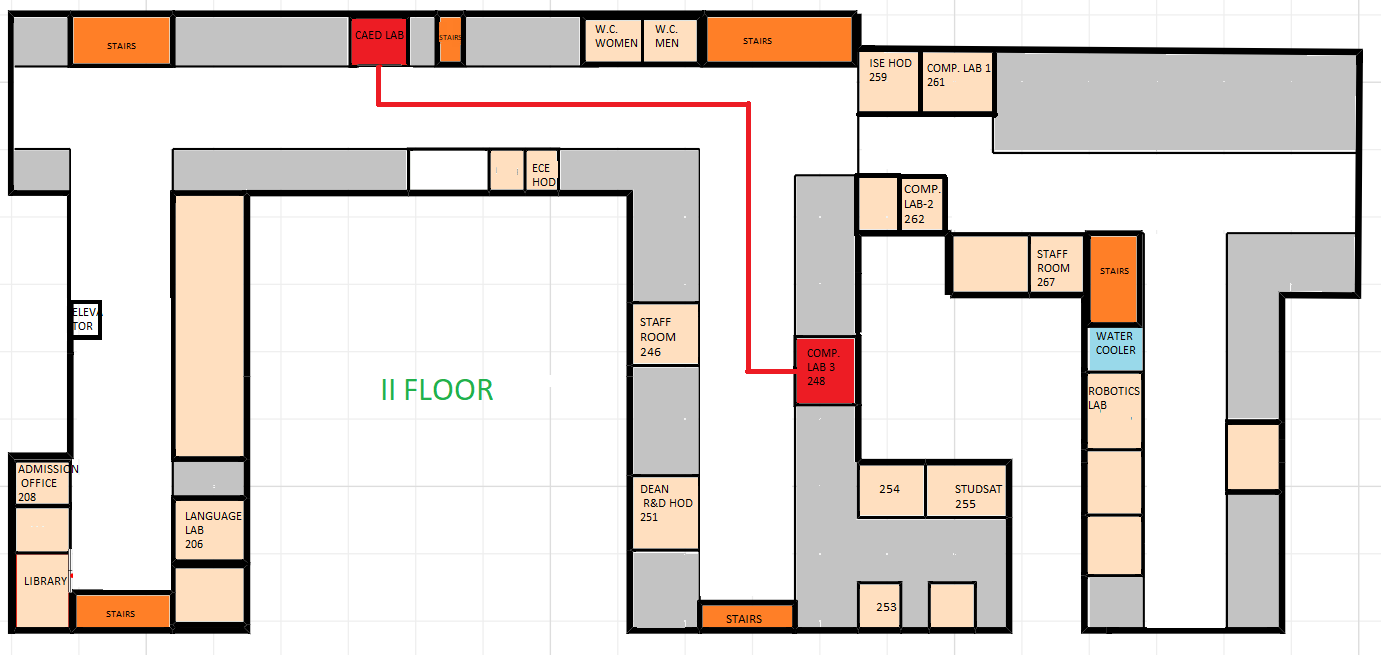 STAIRS
CAED LAB
STAIRS
W.C.
WOMEN
W.C.
MEN
STAIRS
ISE HOD
259
COMP. LAB 1
261
ECE
HOD
COMP.
LAB-2
262
STAFF
ROOM
267
STAIRS
ELEVA
TOR
STAFF
ROOM
246
COMP.
LAB 3
248
WATER
COOLER
II FLOOR
ROBOTICS
LAB
ADMISSION
OFFICE
208
LANGUAGE
LAB
206
DEAN
R&D HOD
251
254
STUDSAT
255
LIBRARY
STAIRS
STAIRS
253